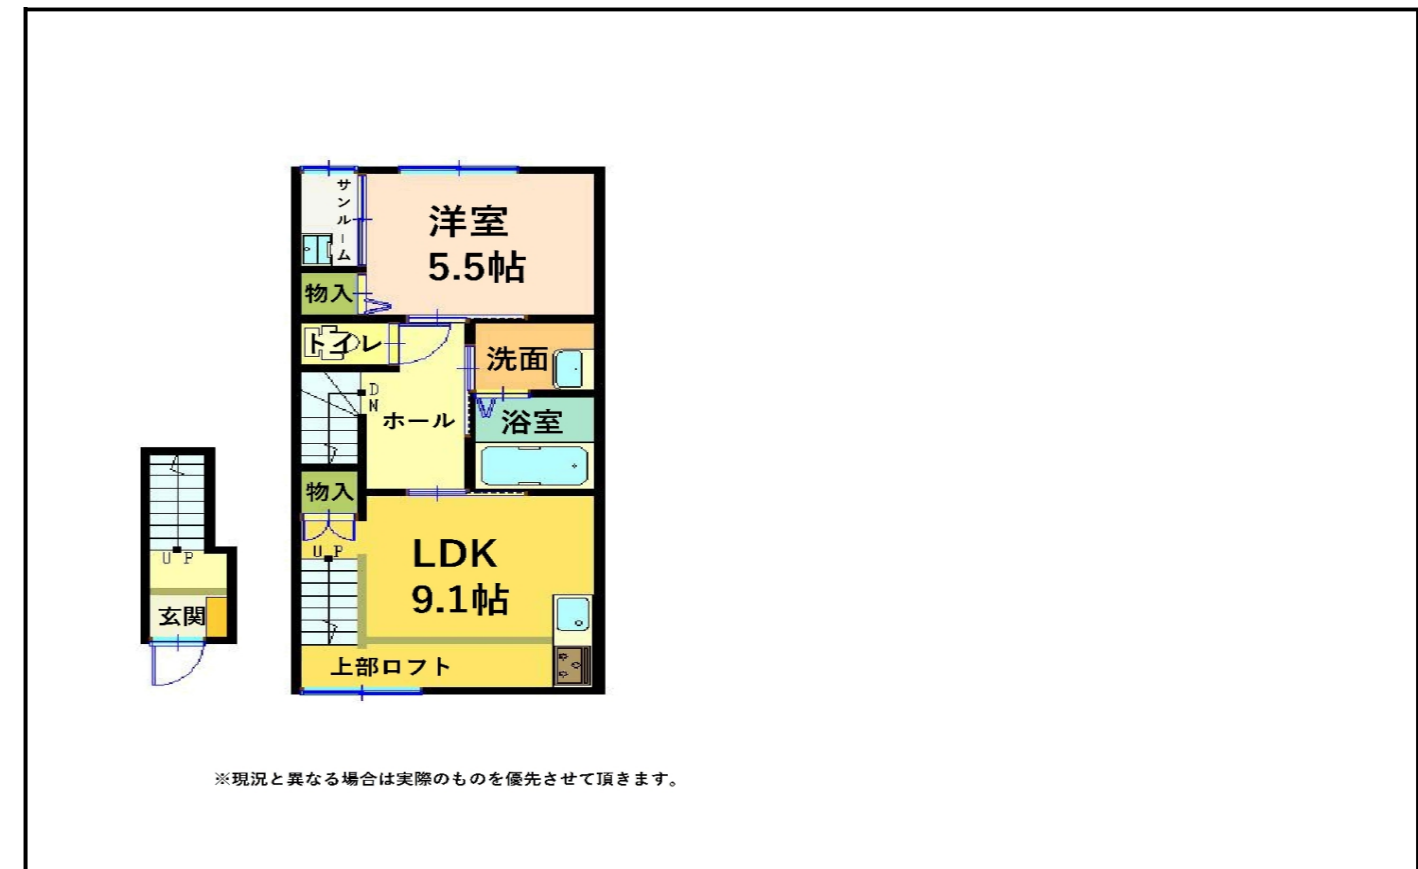 サンルーム
洋室
5.5帖
物入
トイレ
洗面
DN
ホール
浴室
物入
UP
LDK
9.1帖
上部ロフト
UP
玄関
※現況と異なる場合は実際のものを優先させて頂きます。